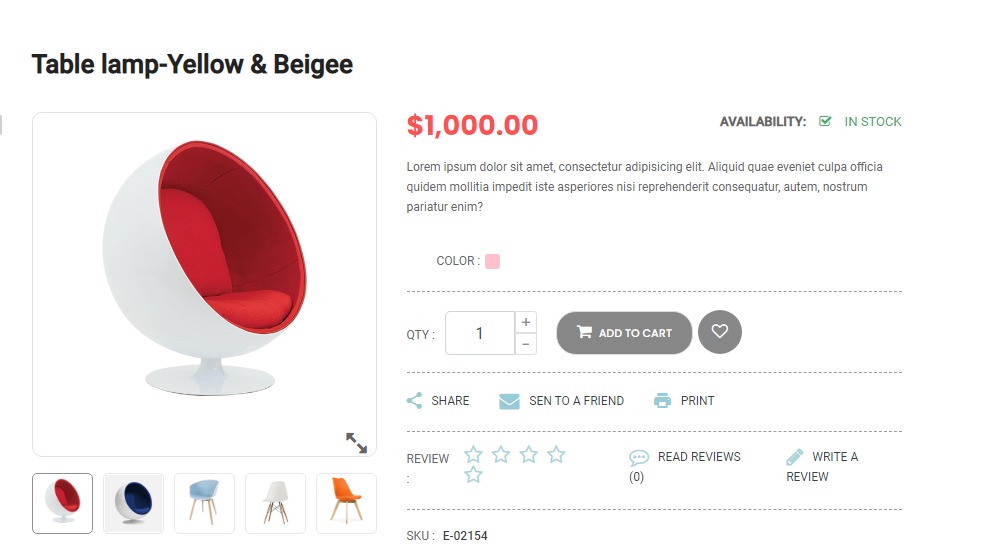 Table lamp-Yellow & Beigee
$1,000.00
AVAILABILITY: IN STOCK
Lorem ipsum dolor sit amet, consectetur adipisicing elit. Aliquid quae eveniet culpa officia
quidem mollitia impedit iste asperiores nisi reprehenderit consequatur, autem, nostrum
pariatur enim?
COLOR :
QTY : 1 + − ADD TO CART
SHARE SEN TO A FRIEND PRINT
REVIEW
:
READ REVIEWS
(0)
WRITE A
REVIEW
SKU : E-02154